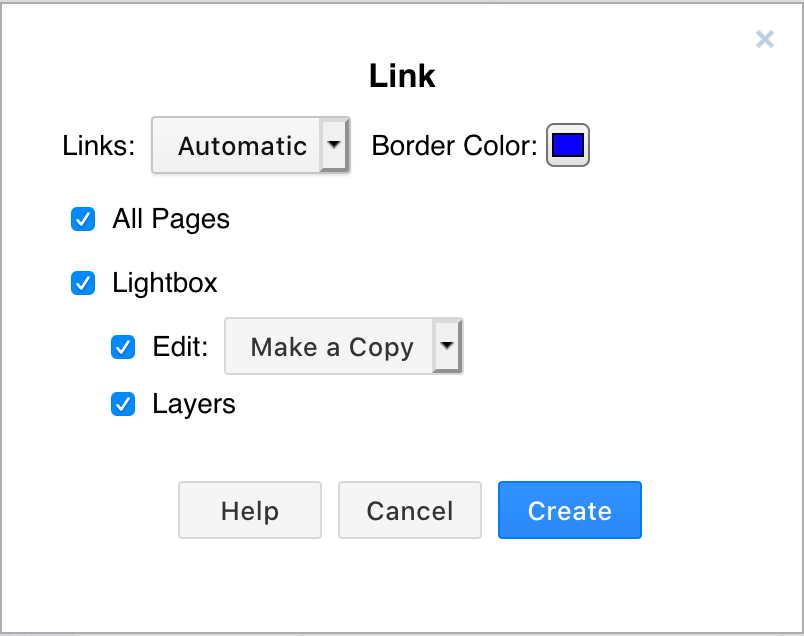 Link
Links: Automatic Border Color:
All Pages
Lightbox
Edit: Make a Copy
Layers
Help Cancel Create